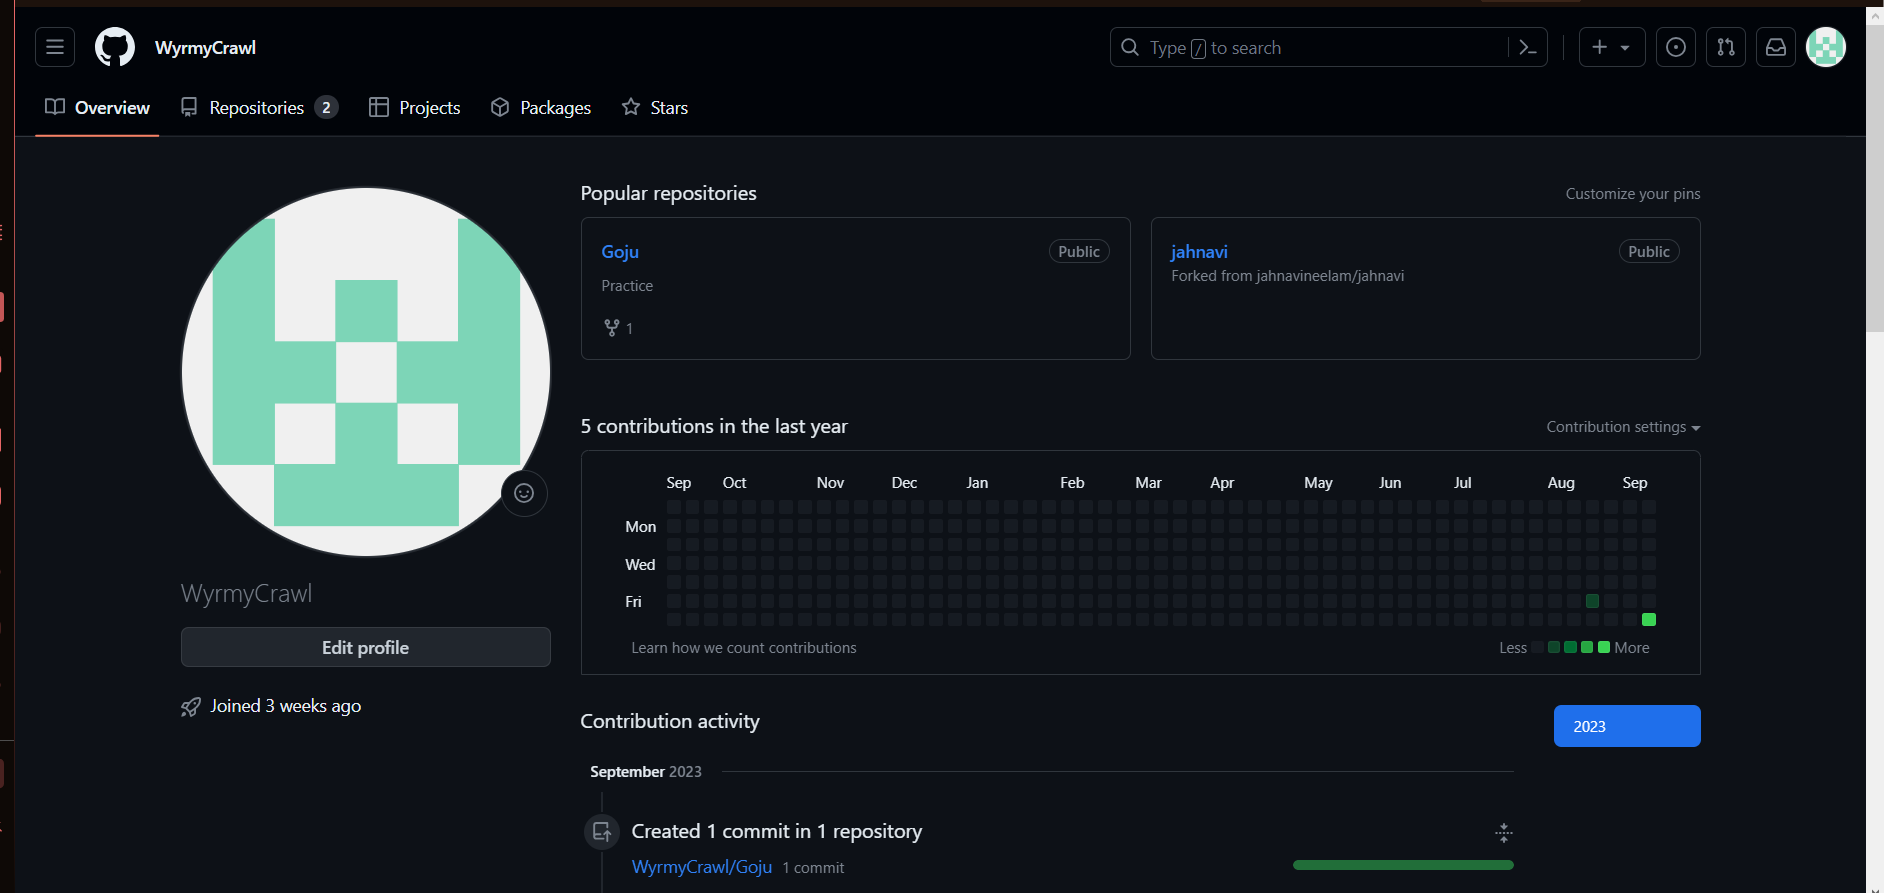 WyrmyCrawl
Type / to search
Overview
Repositories 2
Projects
Packages
Stars
WyrmyCrawl
Edit profile
Joined 3 weeks ago
Popular repositories
Customize your pins
Goju
Public
Practice
1
jahnavi
Public
Forked from jahnavineelam/jahnavi
5 contributions in the last year
Contribution settings
Sep Oct Nov Dec Jan Feb Mar Apr May Jun Jul Aug Sep
Mon
Wed
Fri
Learn how we count contributions
Less More
Contribution activity
2023
September 2023
Created 1 commit in 1 repository
WyrmyCrawl/Goju 1 commit